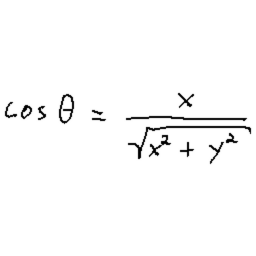 cos θ = x / √(x² + y²)